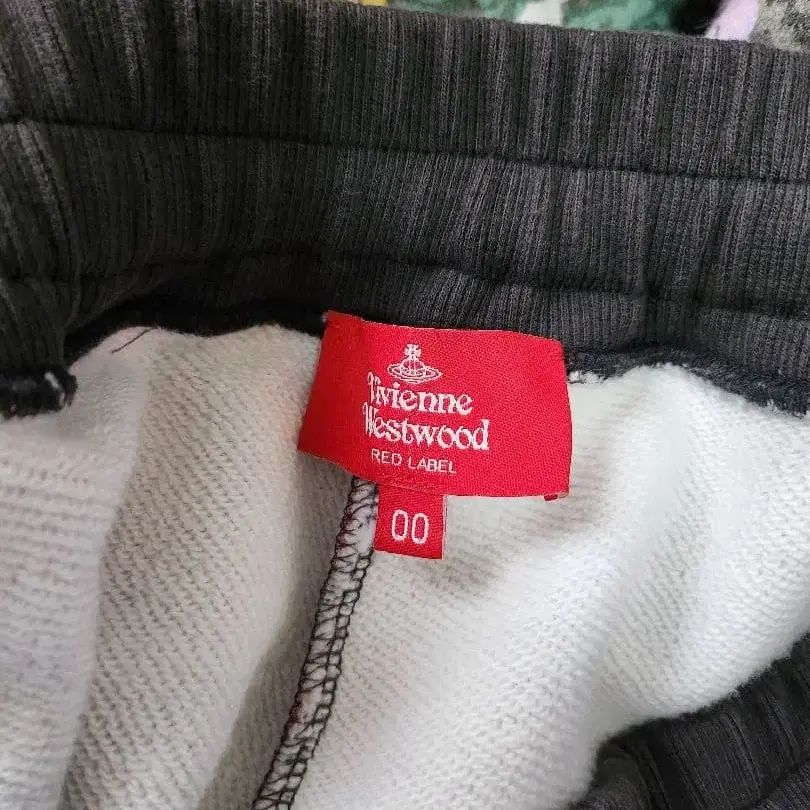 Vivienne
Westwood
RED LABEL
00